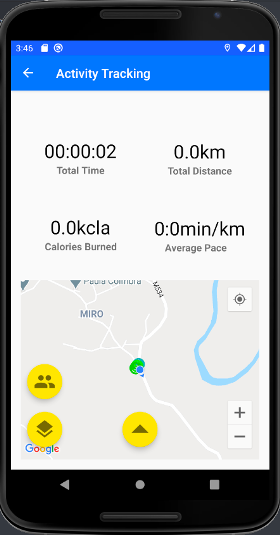 3:46
Activity Tracking
00:00:02
Total Time
0.0km
Total Distance
0.0kcla
Calories Burned
0:0min/km
Average Pace
Paula Coimbra
M534
MIRO
Google